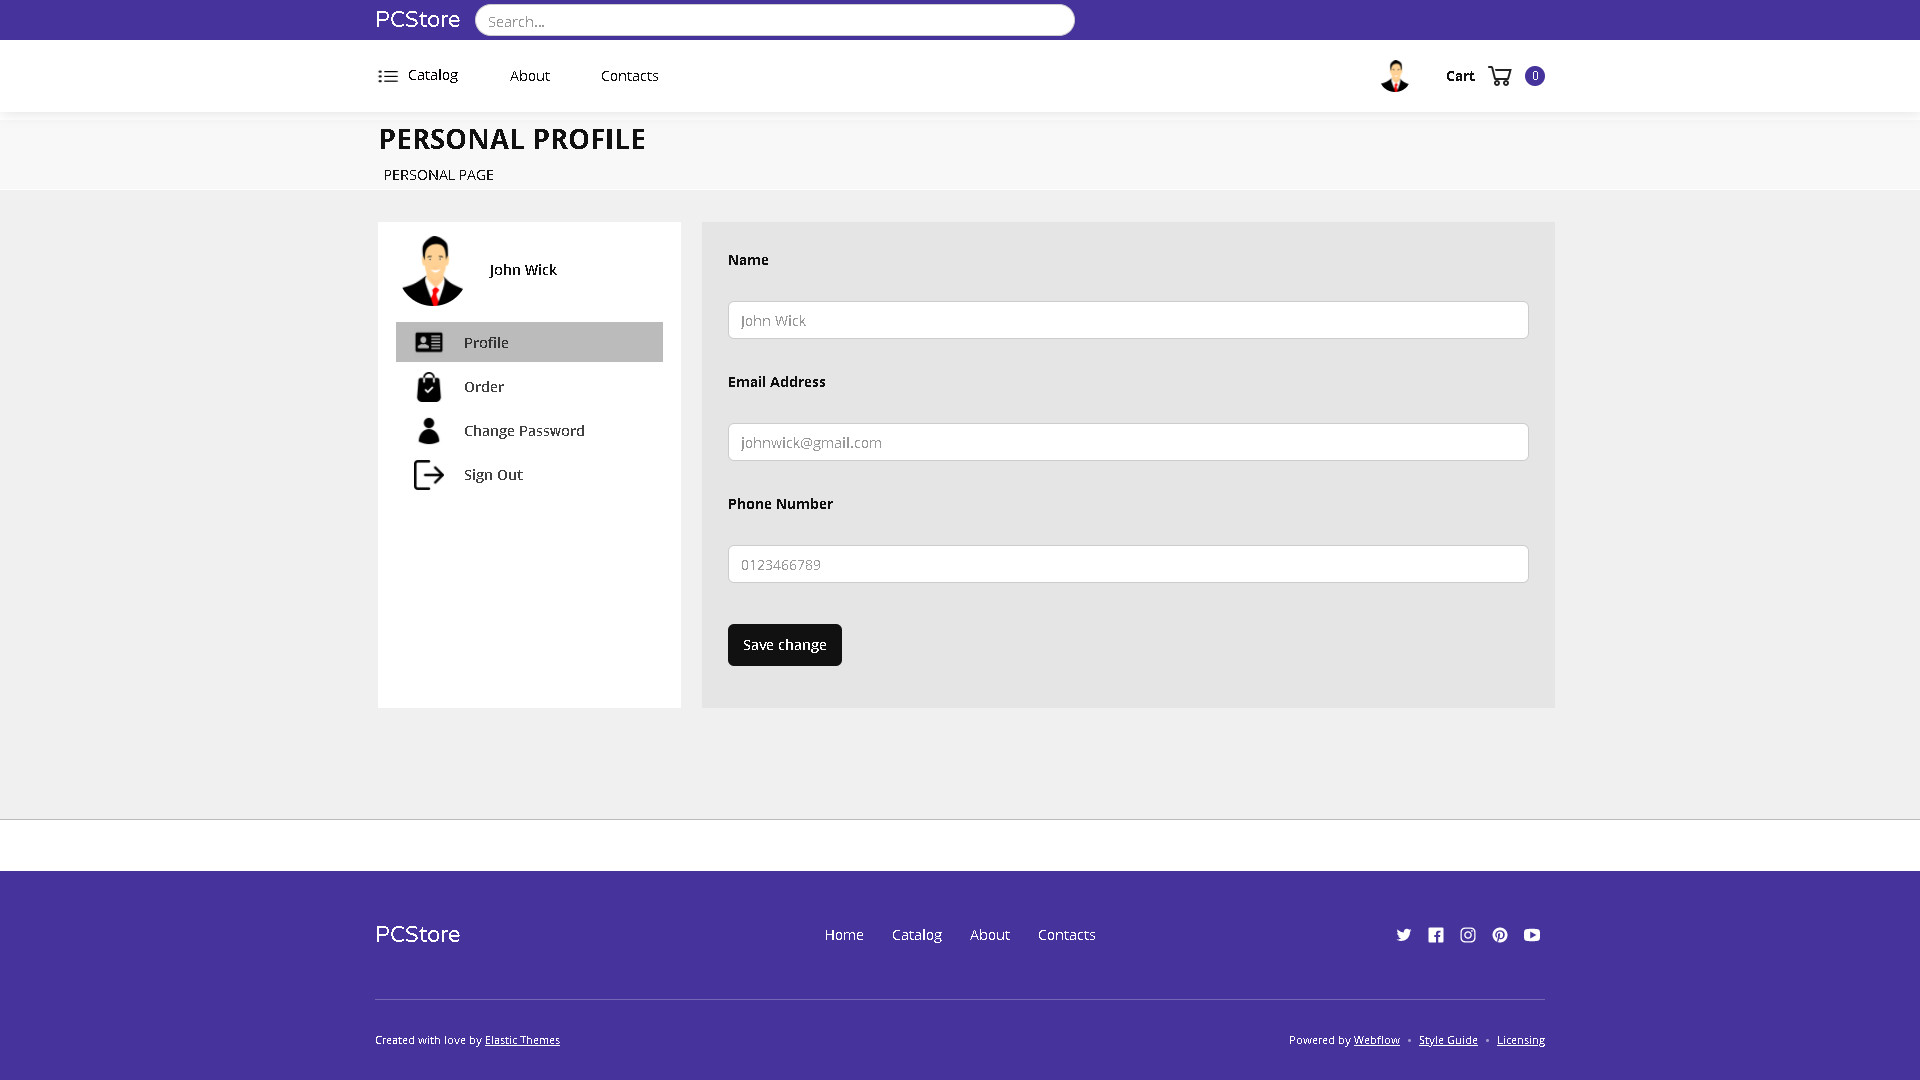 PCStore
Search...
Catalog
About
Contacts
Cart
0
PERSONAL PROFILE
PERSONAL PAGE
John Wick
Profile
Order
Change Password
Sign Out
Name
John Wick
Email Address
johnwick@gmail.com
Phone Number
0123466789
Save change
PCStore
Home
Catalog
About
Contacts
Created with love by Elastic Themes
Powered by Webflow • Style Guide • Licensing